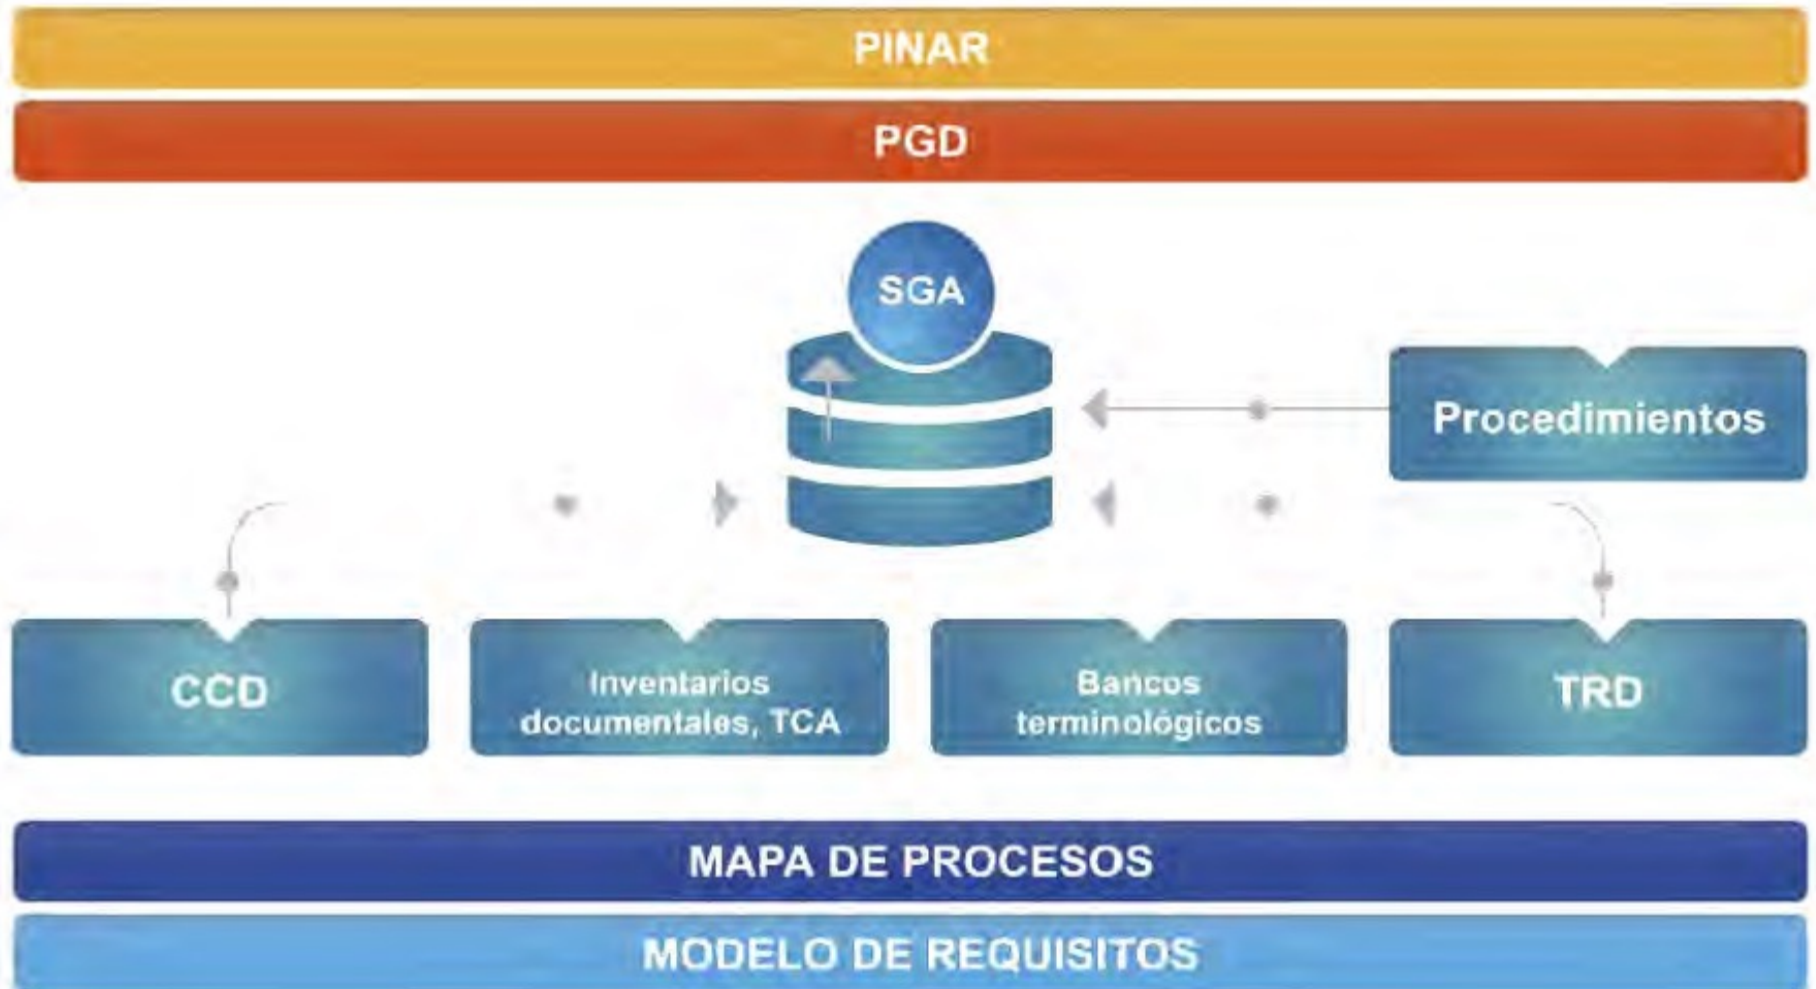 PINAR
PGD
SGA
Procedimientos
CCD
Inventarios
documentales, TCA
Bancos
terminológicos
TRD
MAPA DE PROCESOS
MODELO DE REQUISITOS